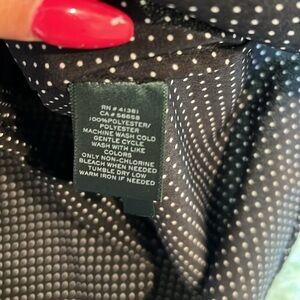 RN # 41381
CA # 56658
100%POLYESTER/
POLYESTER
MACHINE WASH COLD
GENTLE CYCLE
WASH WITH LIKE
COLORS
ONLY NON-CHLORINE
BLEACH WHEN NEEDED
TUMBLE DRY LOW
WARM IRON IF NEEDED